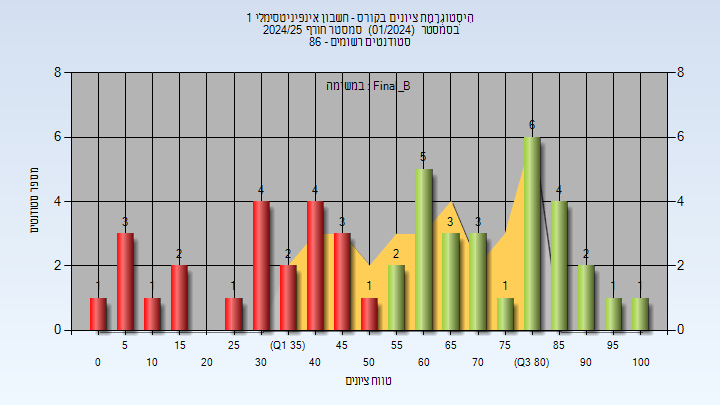 הִיסְטוֹגְרָמַת ציונים בקורס - חשבון אינפיניטסימלי 1
בסמסטר (01/2024) סמסטר חורף 2024/25
סטודנטים רשומים - 86
במשימה : Final_B
מספר סטודנטים
8 8
6 6
4 4
2 2
0 0
1 3 1 2 1 4 2 4 3 1 2 5 3 3 1 6 4 2 1 1
5 15 25 (Q1 35) 45 55 65 75 85 95
0 10 20 30 40 50 60 70 (Q3 80) 90 100
טווח ציונים